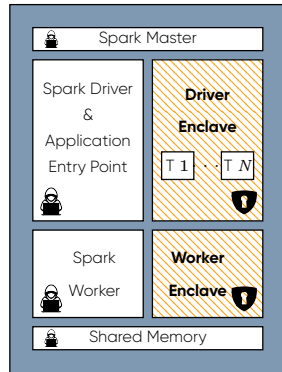 Spark Master
Spark Driver
&
Application
Entry Point
Driver
Enclave
T 1 · · T N
Spark
Worker
Worker
Enclave
Shared Memory